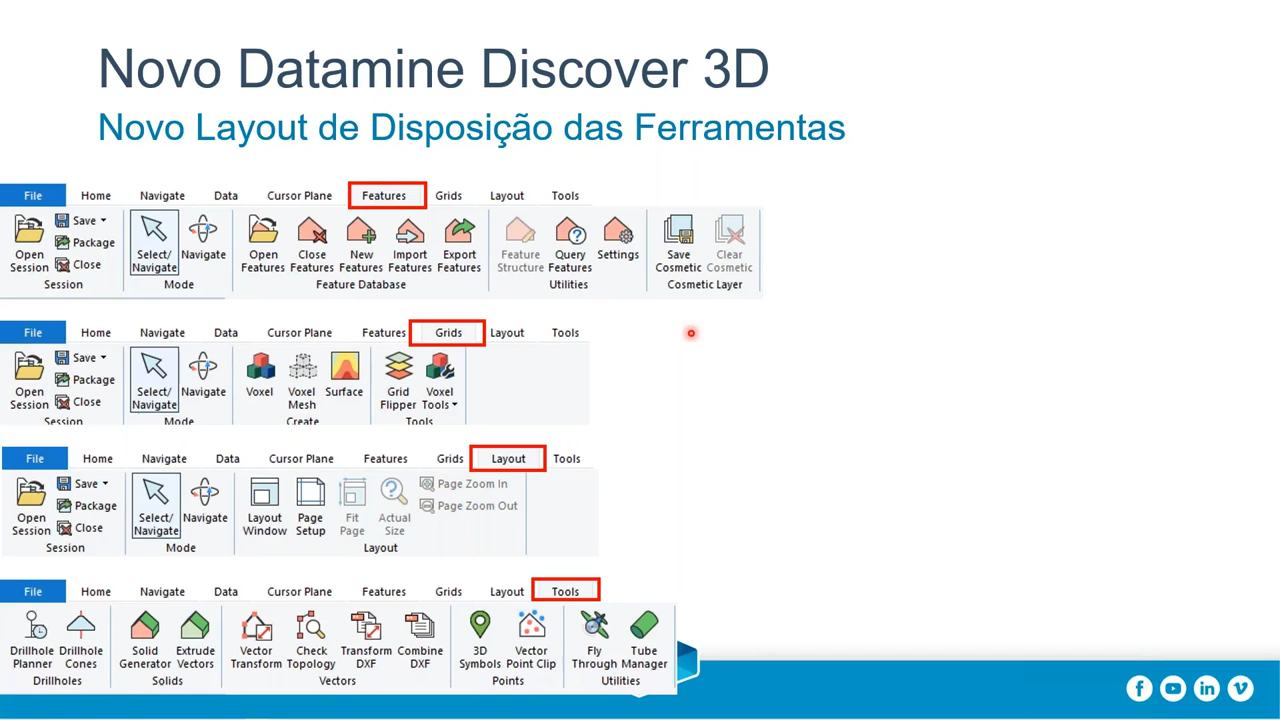 Novo Datamine Discover 3D
Novo Layout de Disposição das Ferramentas
File Home Navigate Data Cursor Plane Features Grids Layout Tools
Open Session Save Package Close Select/ Navigate Navigate Open Features Close Features New Features Import Features Export Features Feature Structure Query Features Settings Save Cosmetic Clear Cosmetic
Session Mode Feature Database Utilities Cosmetic Layer
File Home Navigate Data Cursor Plane Features Grids Layout Tools
Open Session Save Package Close Select/ Navigate Navigate Voxel Voxel Mesh Surface Grid Flipper Voxel Tools
Session Mode Create Tools
File Home Navigate Data Cursor Plane Features Grids Layout Tools
Open Session Save Package Close Select/ Navigate Navigate Layout Window Page Setup Fit Page Actual Size Page Zoom In Page Zoom Out
Session Mode Layout
File Home Navigate Data Cursor Plane Features Grids Layout Tools
Drillhole Planner Drillhole Cones Solid Generator Extrude Vectors Vector Transform Check Topology Transform DXF Combine DXF 3D Symbols Vector Point Clip Fly Through Tube Manager
Drillholes Solids Vectors Points Utilities